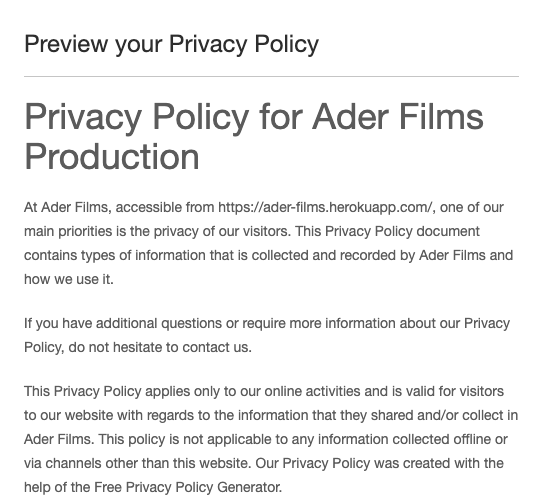 Preview your Privacy Policy
Privacy Policy for Ader Films
Production
At Ader Films, accessible from https://ader-films.herokuapp.com/, one of our
main priorities is the privacy of our visitors. This Privacy Policy document
contains types of information that is collected and recorded by Ader Films and
how we use it.
If you have additional questions or require more information about our Privacy
Policy, do not hesitate to contact us.
This Privacy Policy applies only to our online activities and is valid for visitors
to our website with regards to the information that they shared and/or collect in
Ader Films. This policy is not applicable to any information collected offline or
via channels other than this website. Our Privacy Policy was created with the
help of the Free Privacy Policy Generator.